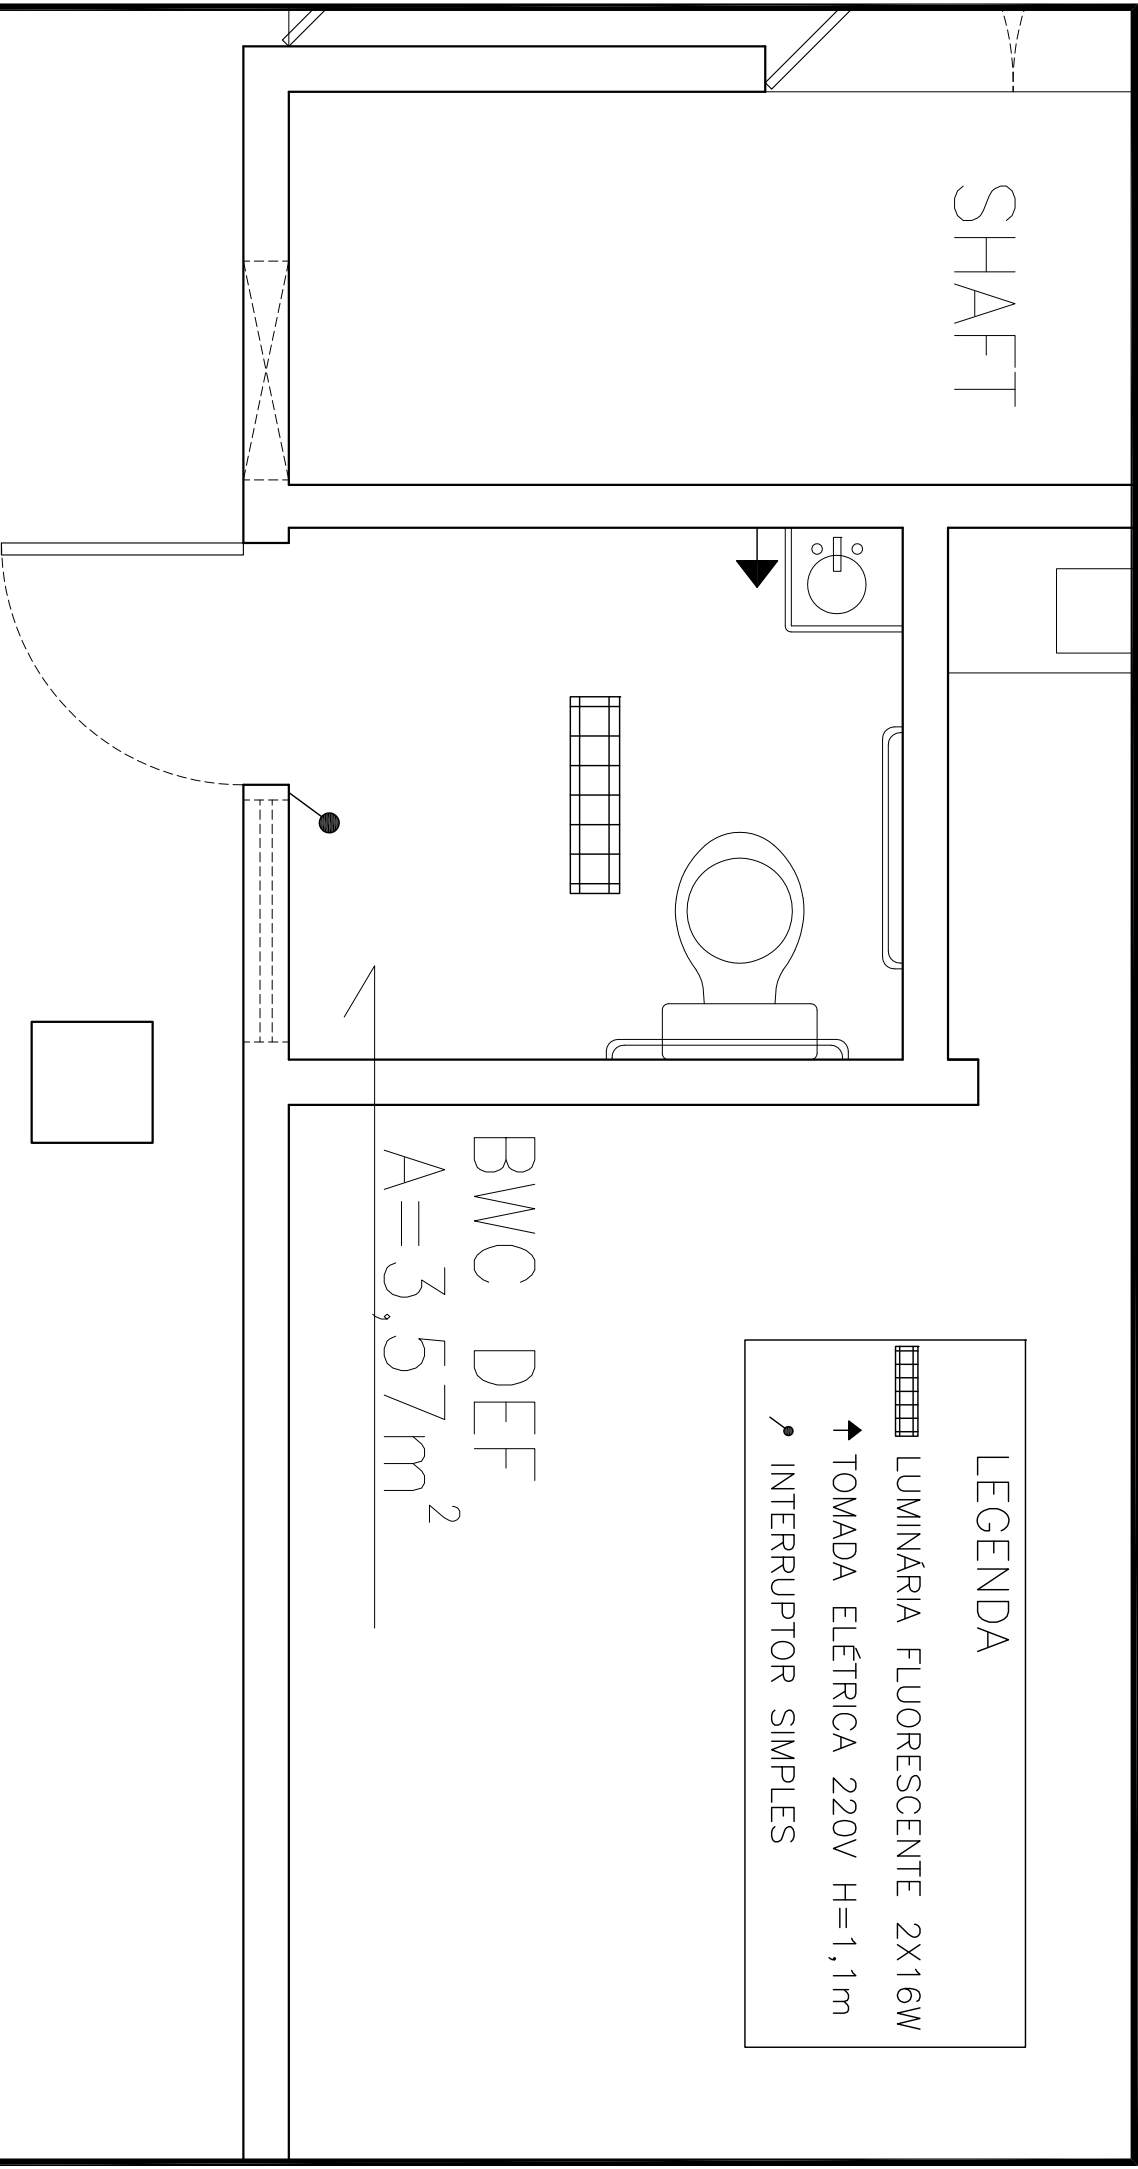 SHAFT
BWC DEF
A=3,57m²
LEGENDA
LUMINÁRIA FLUORESCENTE 2X16W
TOMADA ELÉTRICA 220V H=1,1m
INTERRUPTOR SIMPLES